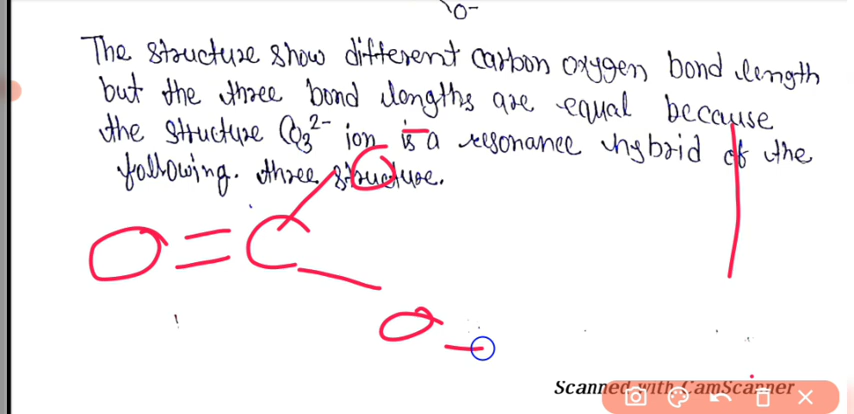 O-
The structure show different carbon oxygen bond length
but the three bond lengths are equal because
the structure CO₃²⁻ ion is a resonance hybrid of the
following. three structure.
O
O=C
O-
Scanned with CamScanner